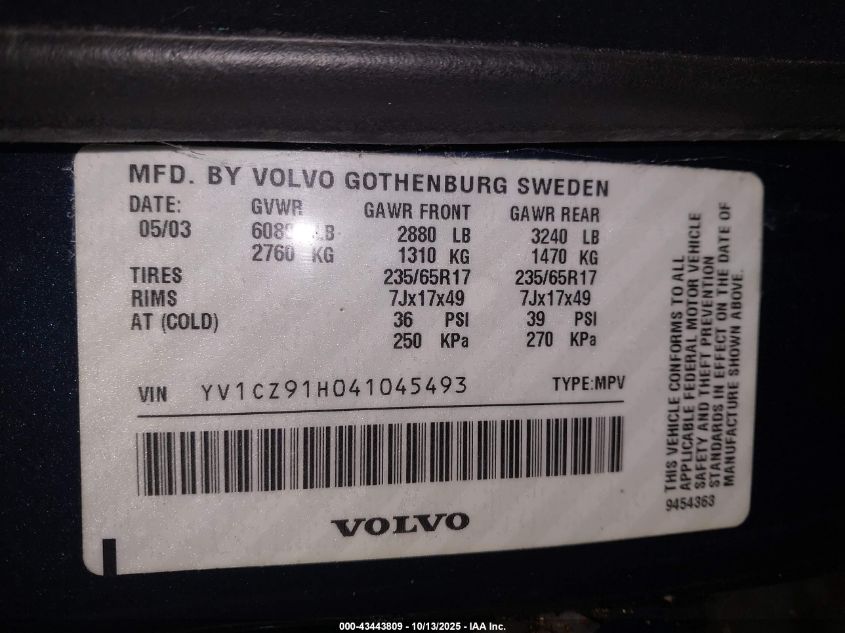 MFD. BY VOLVO GOTHENBURG SWEDEN
DATE: GVWR GAWR FRONT GAWR REAR
05/03 LB 2880 LB 3240 LB
2760 KG 1310 KG 1470 KG
TIRES 235/65R17 235/65R17
RIMS 7Jx17x49 7Jx17x49
AT (COLD) 36 PSI 39 PSI
250 KPa 270 KPa
VIN YV1CZ91H041045493 TYPE:MPV
VOLVO
THIS VEHICLE CONFORMS TO ALL
APPLICABLE FEDERAL MOTOR VEHICLE
SAFETY AND THEFT PREVENTION
STANDARDS IN EFFECT ON THE DATE OF
MANUFACTURE SHOWN ABOVE.
9454363
000-43443809 - 10/13/2025 - IAA Inc.